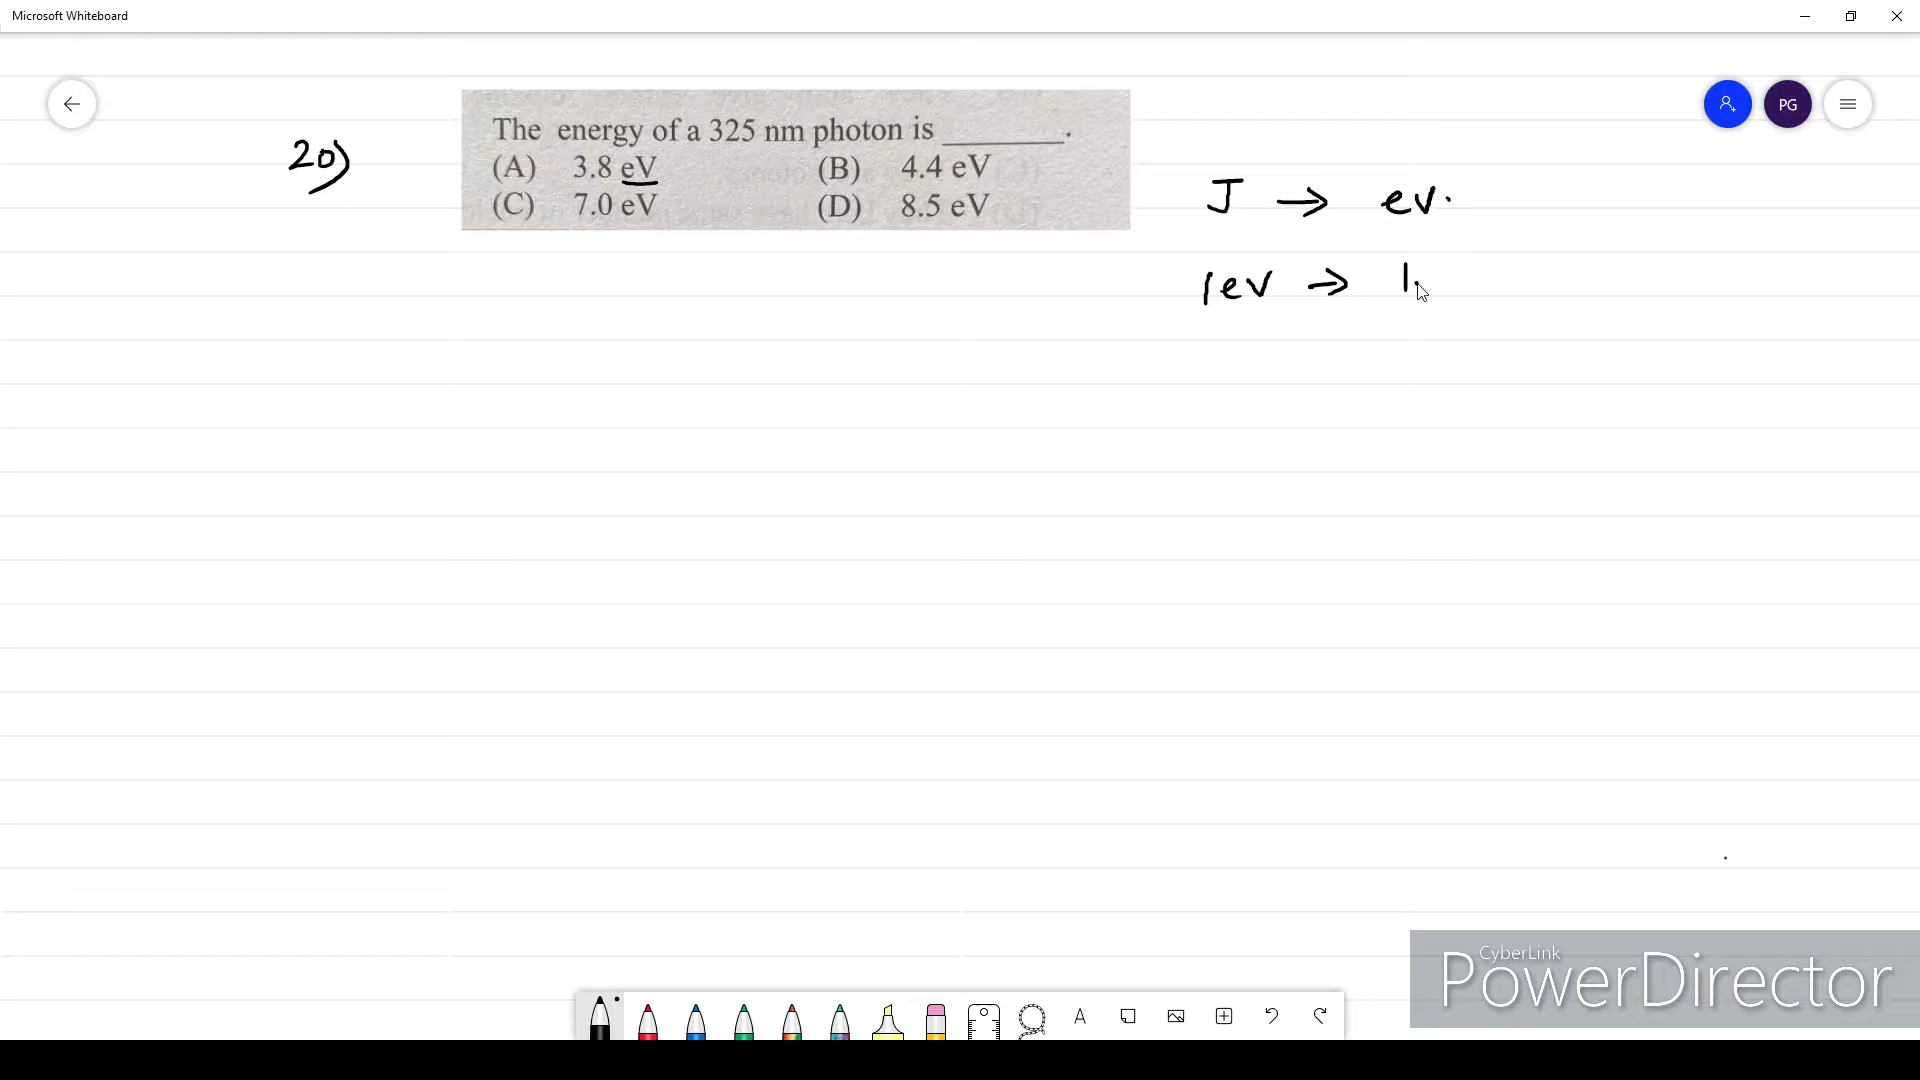 Microsoft Whiteboard
PG
20)
The energy of a 325 nm photon is ________.
(A) 3.8 eV (B) 4.4 eV
(C) 7.0 eV (D) 8.5 eV
J → ev.
1ev → 1.
CyberLink
PowerDirector
A